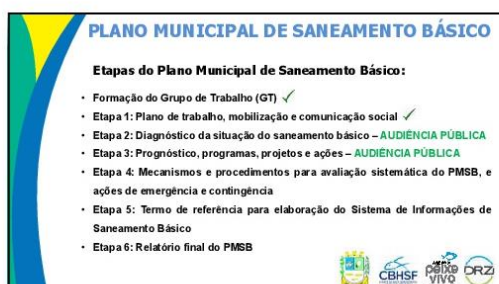 PLANO MUNICIPAL DE SANEAMENTO BÁSICO
Etapas do Plano Municipal de Saneamento Básico:
• Formação do Grupo de Trabalho (GT) ✓
• Etapa 1: Plano de trabalho, mobilização e comunicação social ✓
• Etapa 2: Diagnóstico da situação do saneamento básico – AUDIÊNCIA PÚBLICA
• Etapa 3: Prognóstico, programas, projetos e ações – AUDIÊNCIA PÚBLICA
• Etapa 4: Mecanismos e procedimentos para avaliação sistemática do PMSB, e
ações de emergência e contingência
• Etapa 5: Termo de referência para elaboração do Sistema de Informações de
Saneamento Básico
• Etapa 6: Relatório final do PMSB
CBHSF
peixe
vivo
DRZ